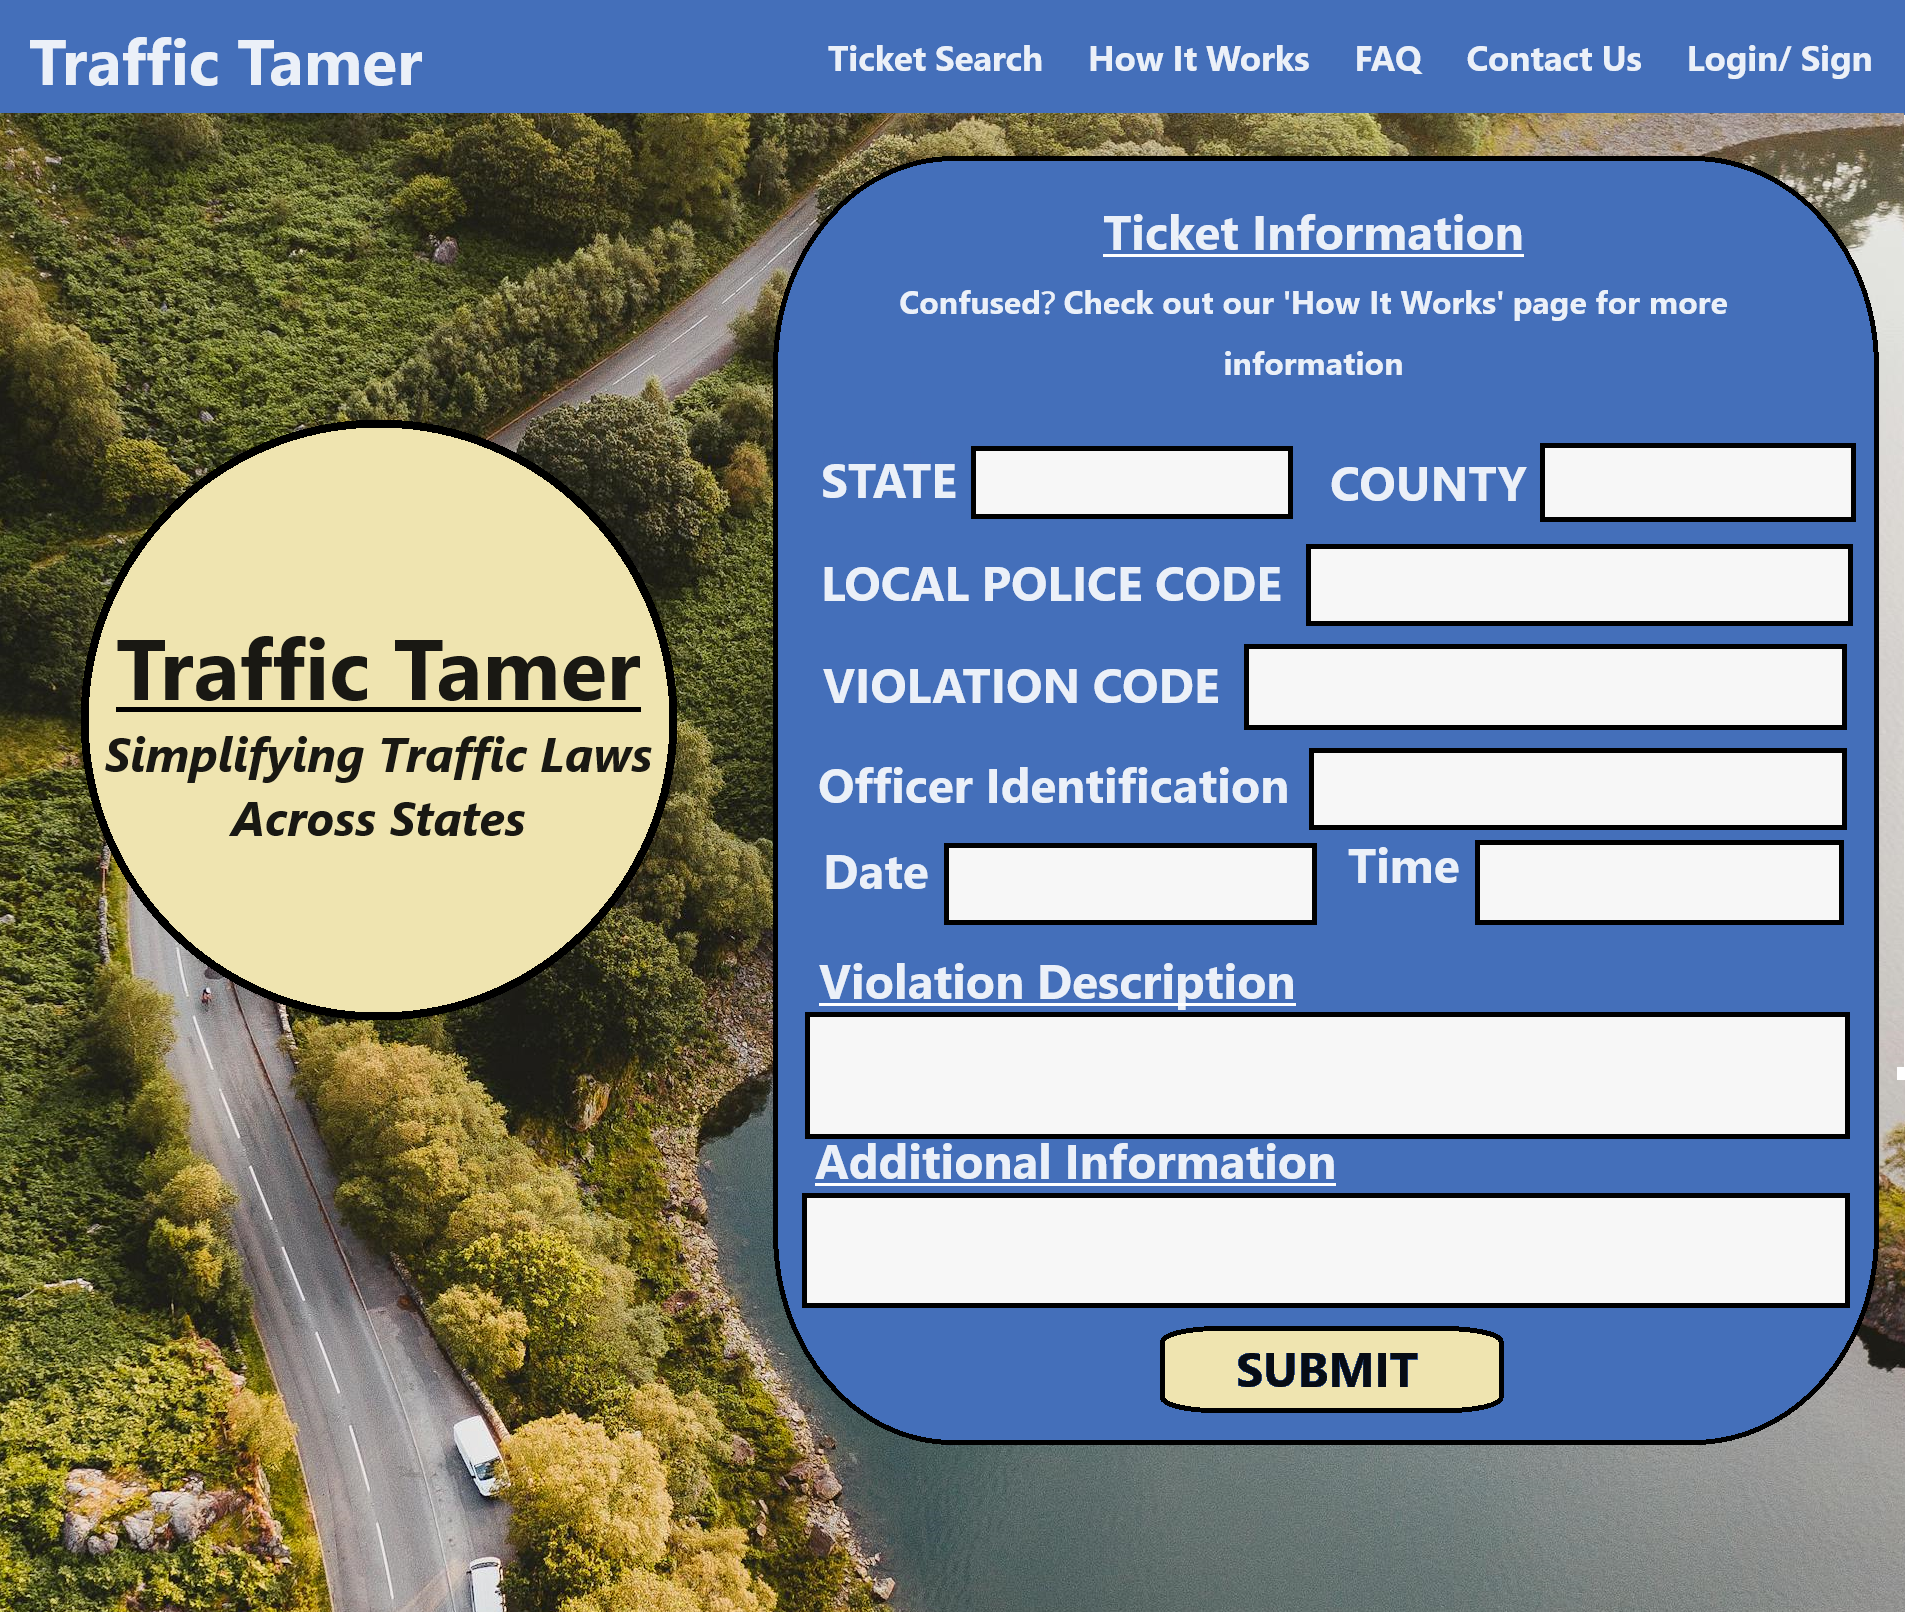 Traffic Tamer
Ticket Search
How It Works
FAQ
Contact Us
Login/ Sign
Traffic Tamer
Simplifying Traffic Laws
Across States
Ticket Information
Confused? Check out our 'How It Works' page for more
information
STATE
COUNTY
LOCAL POLICE CODE
VIOLATION CODE
Officer Identification
Date
Time
Violation Description
Additional Information
SUBMIT